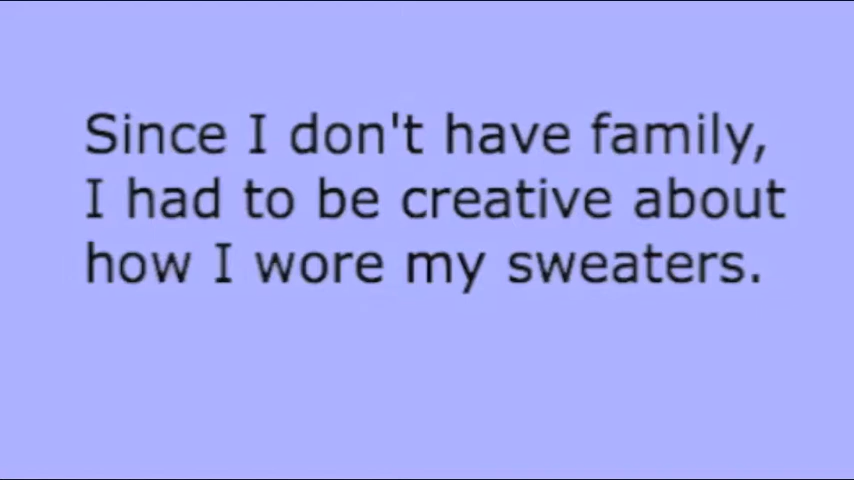 Since I don't have family,
I had to be creative about
how I wore my sweaters.